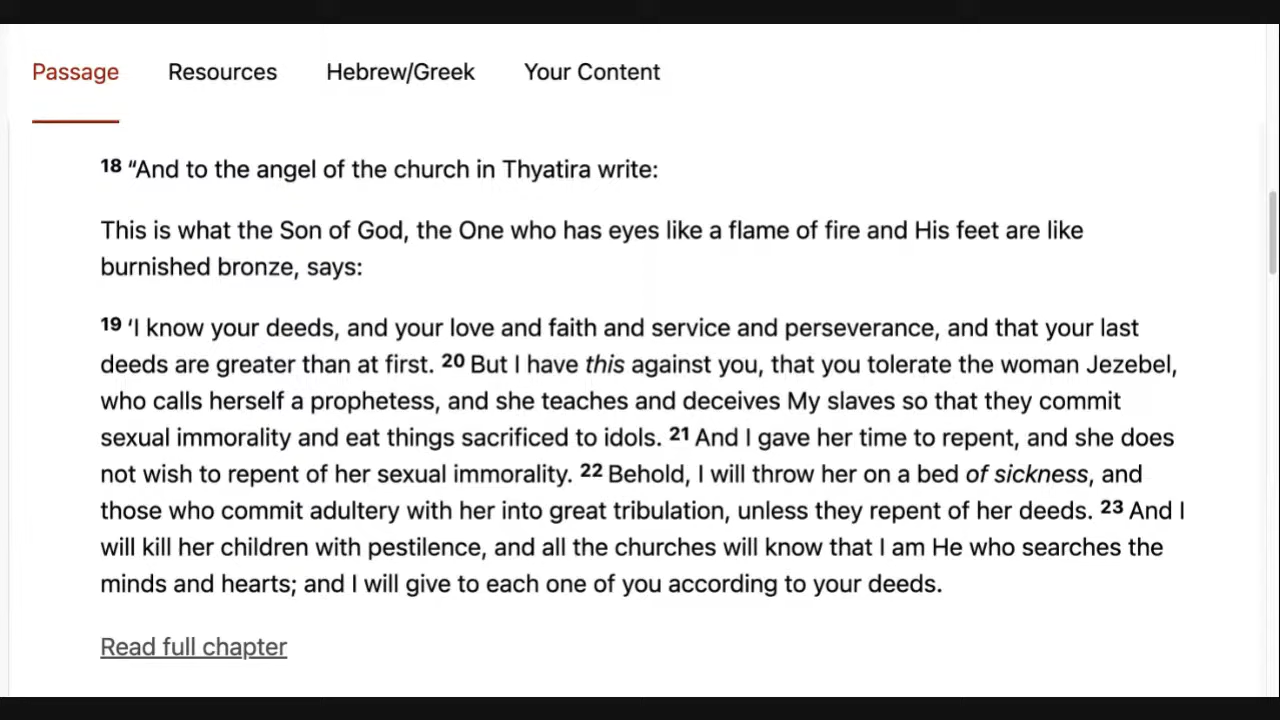 Passage Resources Hebrew/Greek Your Content
18 “And to the angel of the church in Thyatira write:
This is what the Son of God, the One who has eyes like a flame of fire and His feet are like
burnished bronze, says:
19 ‘I know your deeds, and your love and faith and service and perseverance, and that your last
deeds are greater than at first. 20 But I have this against you, that you tolerate the woman Jezebel,
who calls herself a prophetess, and she teaches and deceives My slaves so that they commit
sexual immorality and eat things sacrificed to idols. 21 And I gave her time to repent, and she does
not wish to repent of her sexual immorality. 22 Behold, I will throw her on a bed of sickness, and
those who commit adultery with her into great tribulation, unless they repent of her deeds. 23 And I
will kill her children with pestilence, and all the churches will know that I am He who searches the
minds and hearts; and I will give to each one of you according to your deeds.
Read full chapter